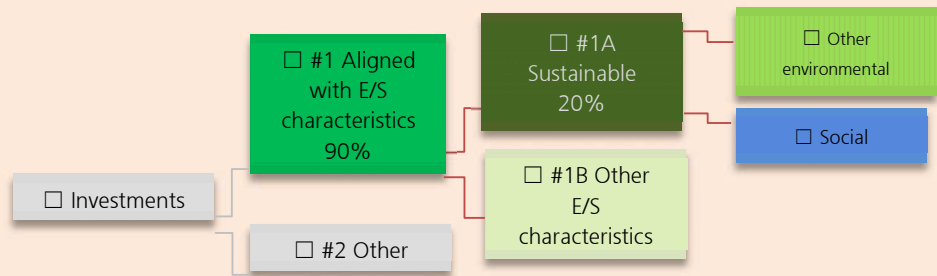 ☐ Investments
☐ #1 Aligned
with E/S
characteristics
90%
☐ #2 Other
☐ #1A
Sustainable
20%
☐ #1B Other
E/S
characteristics
☐ Other
environmental
☐ Social